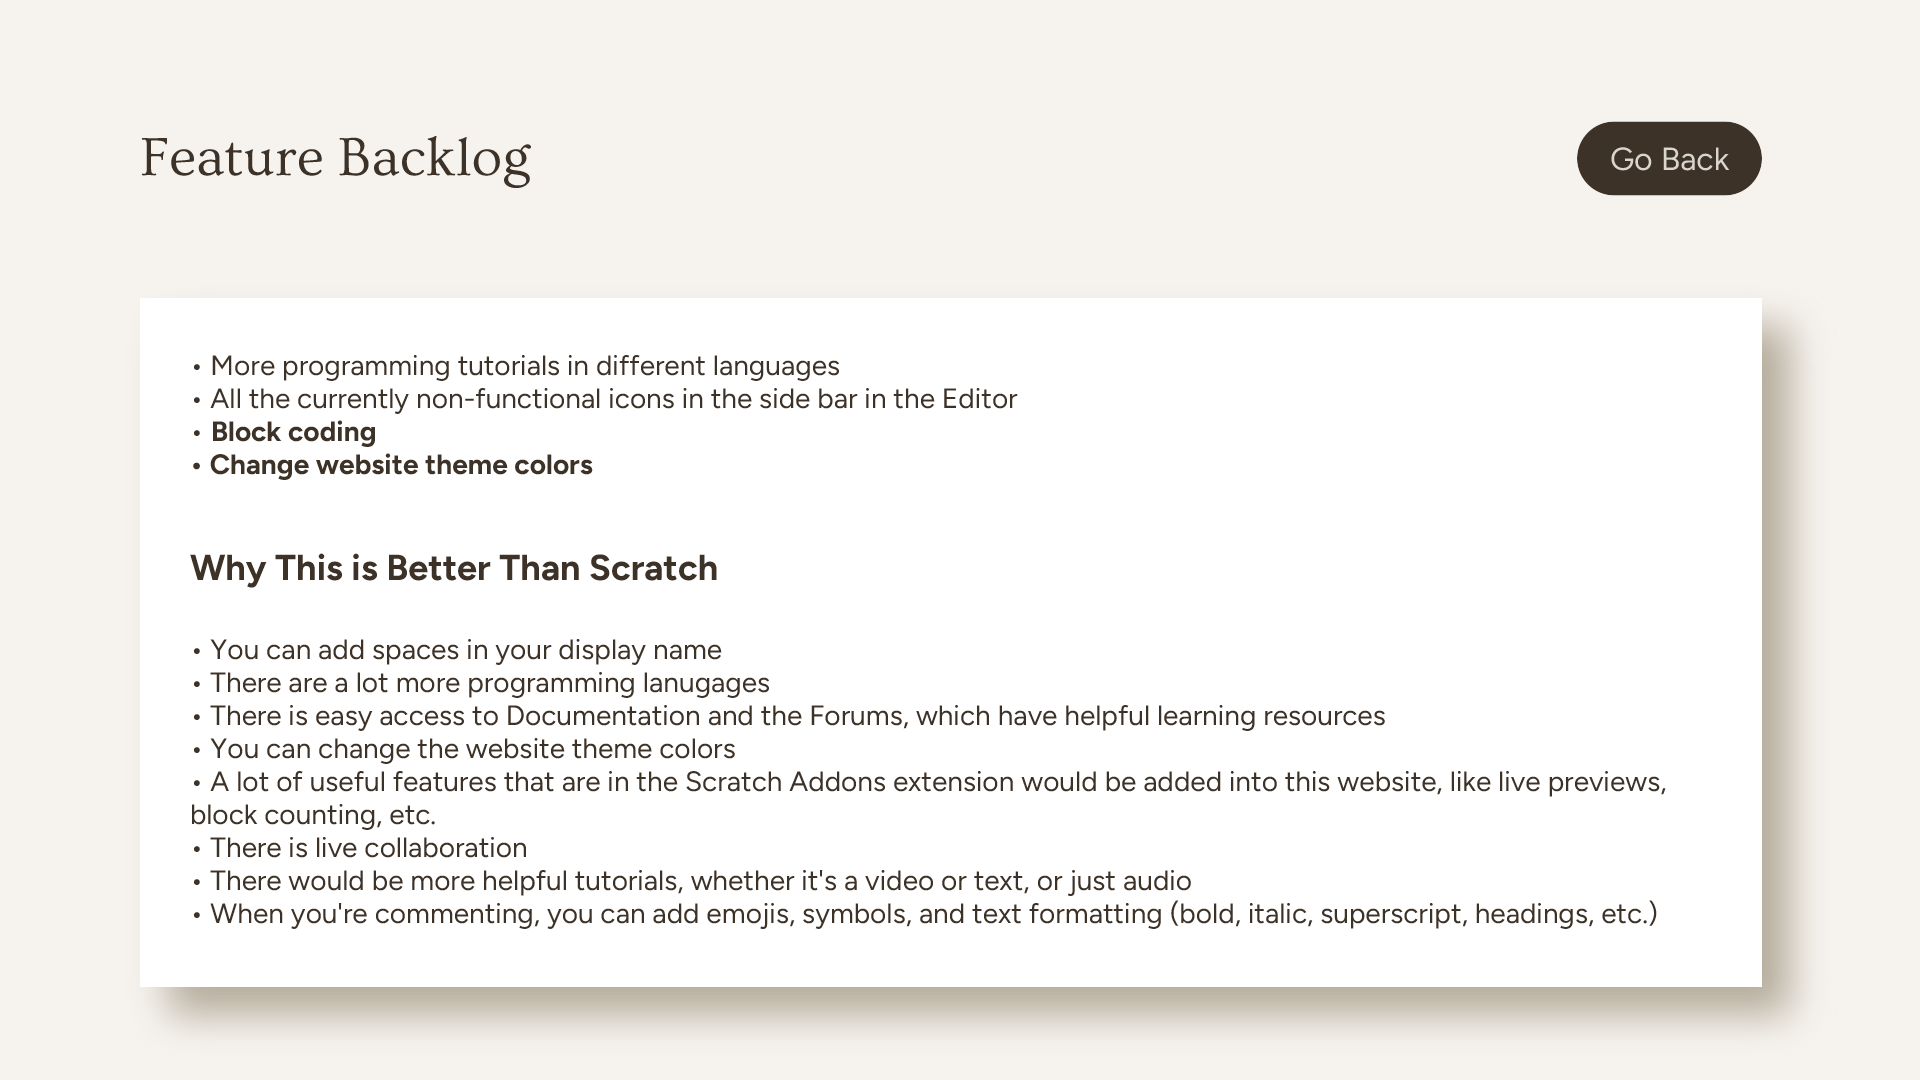 Feature Backlog
Go Back
• More programming tutorials in different languages
• All the currently non-functional icons in the side bar in the Editor
• Block coding
• Change website theme colors
Why This is Better Than Scratch
• You can add spaces in your display name
• There are a lot more programming lanugages
• There is easy access to Documentation and the Forums, which have helpful learning resources
• You can change the website theme colors
• A lot of useful features that are in the Scratch Addons extension would be added into this website, like live previews,
block counting, etc.
• There is live collaboration
• There would be more helpful tutorials, whether it's a video or text, or just audio
• When you're commenting, you can add emojis, symbols, and text formatting (bold, italic, superscript, headings, etc.)